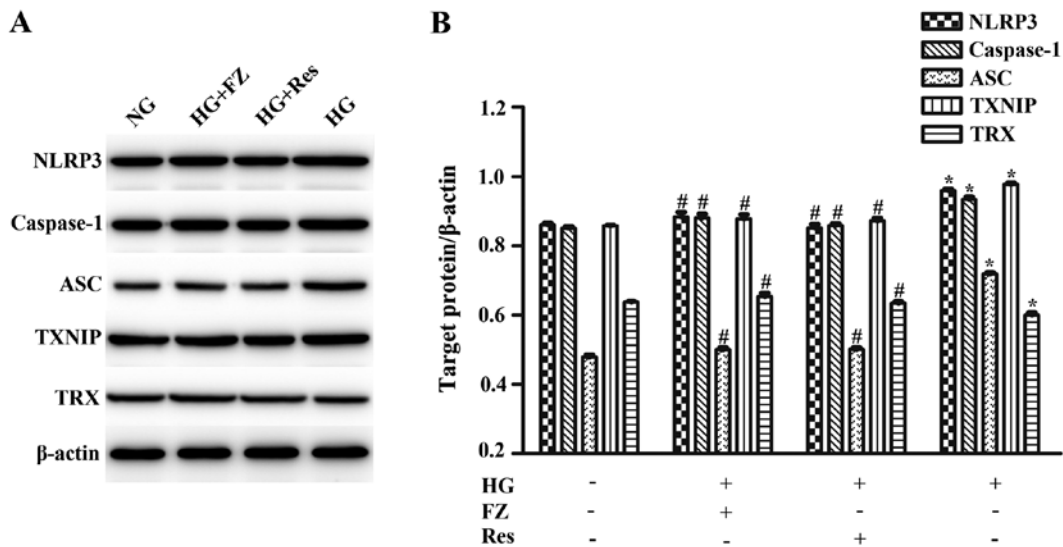 A
NG HG+FZ HG+Res HG
NLRP3
Caspase-1
ASC
TXNIP
TRX
β-actin
B
NLRP3
Caspase-1
ASC
TXNIP
TRX
Target protein/β-actin
1.2
1.0
0.8
0.6
0.4
0.2
# # # # #
# # # # #
* * * * *
HG - + + +
FZ - + - -
Res - - + -